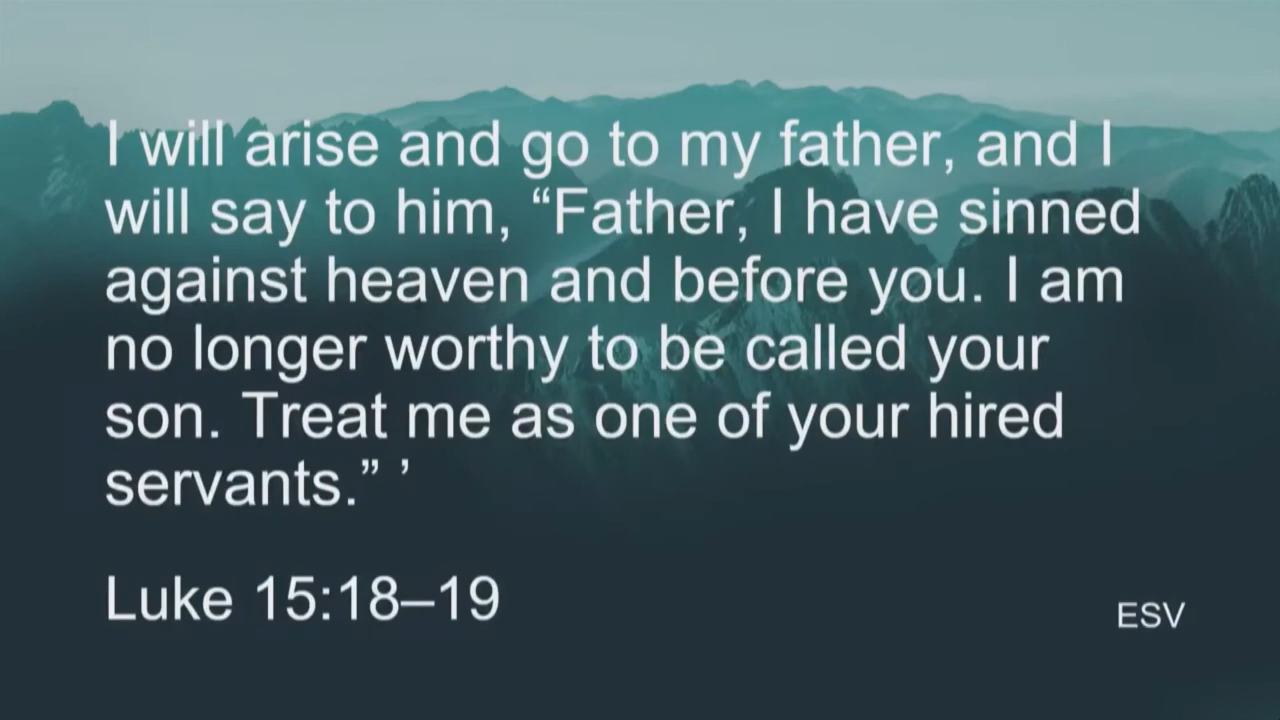 I will arise and go to my father, and I
will say to him, “Father, I have sinned
against heaven and before you. I am
no longer worthy to be called your
son. Treat me as one of your hired
servants.” ’
Luke 15:18–19
ESV